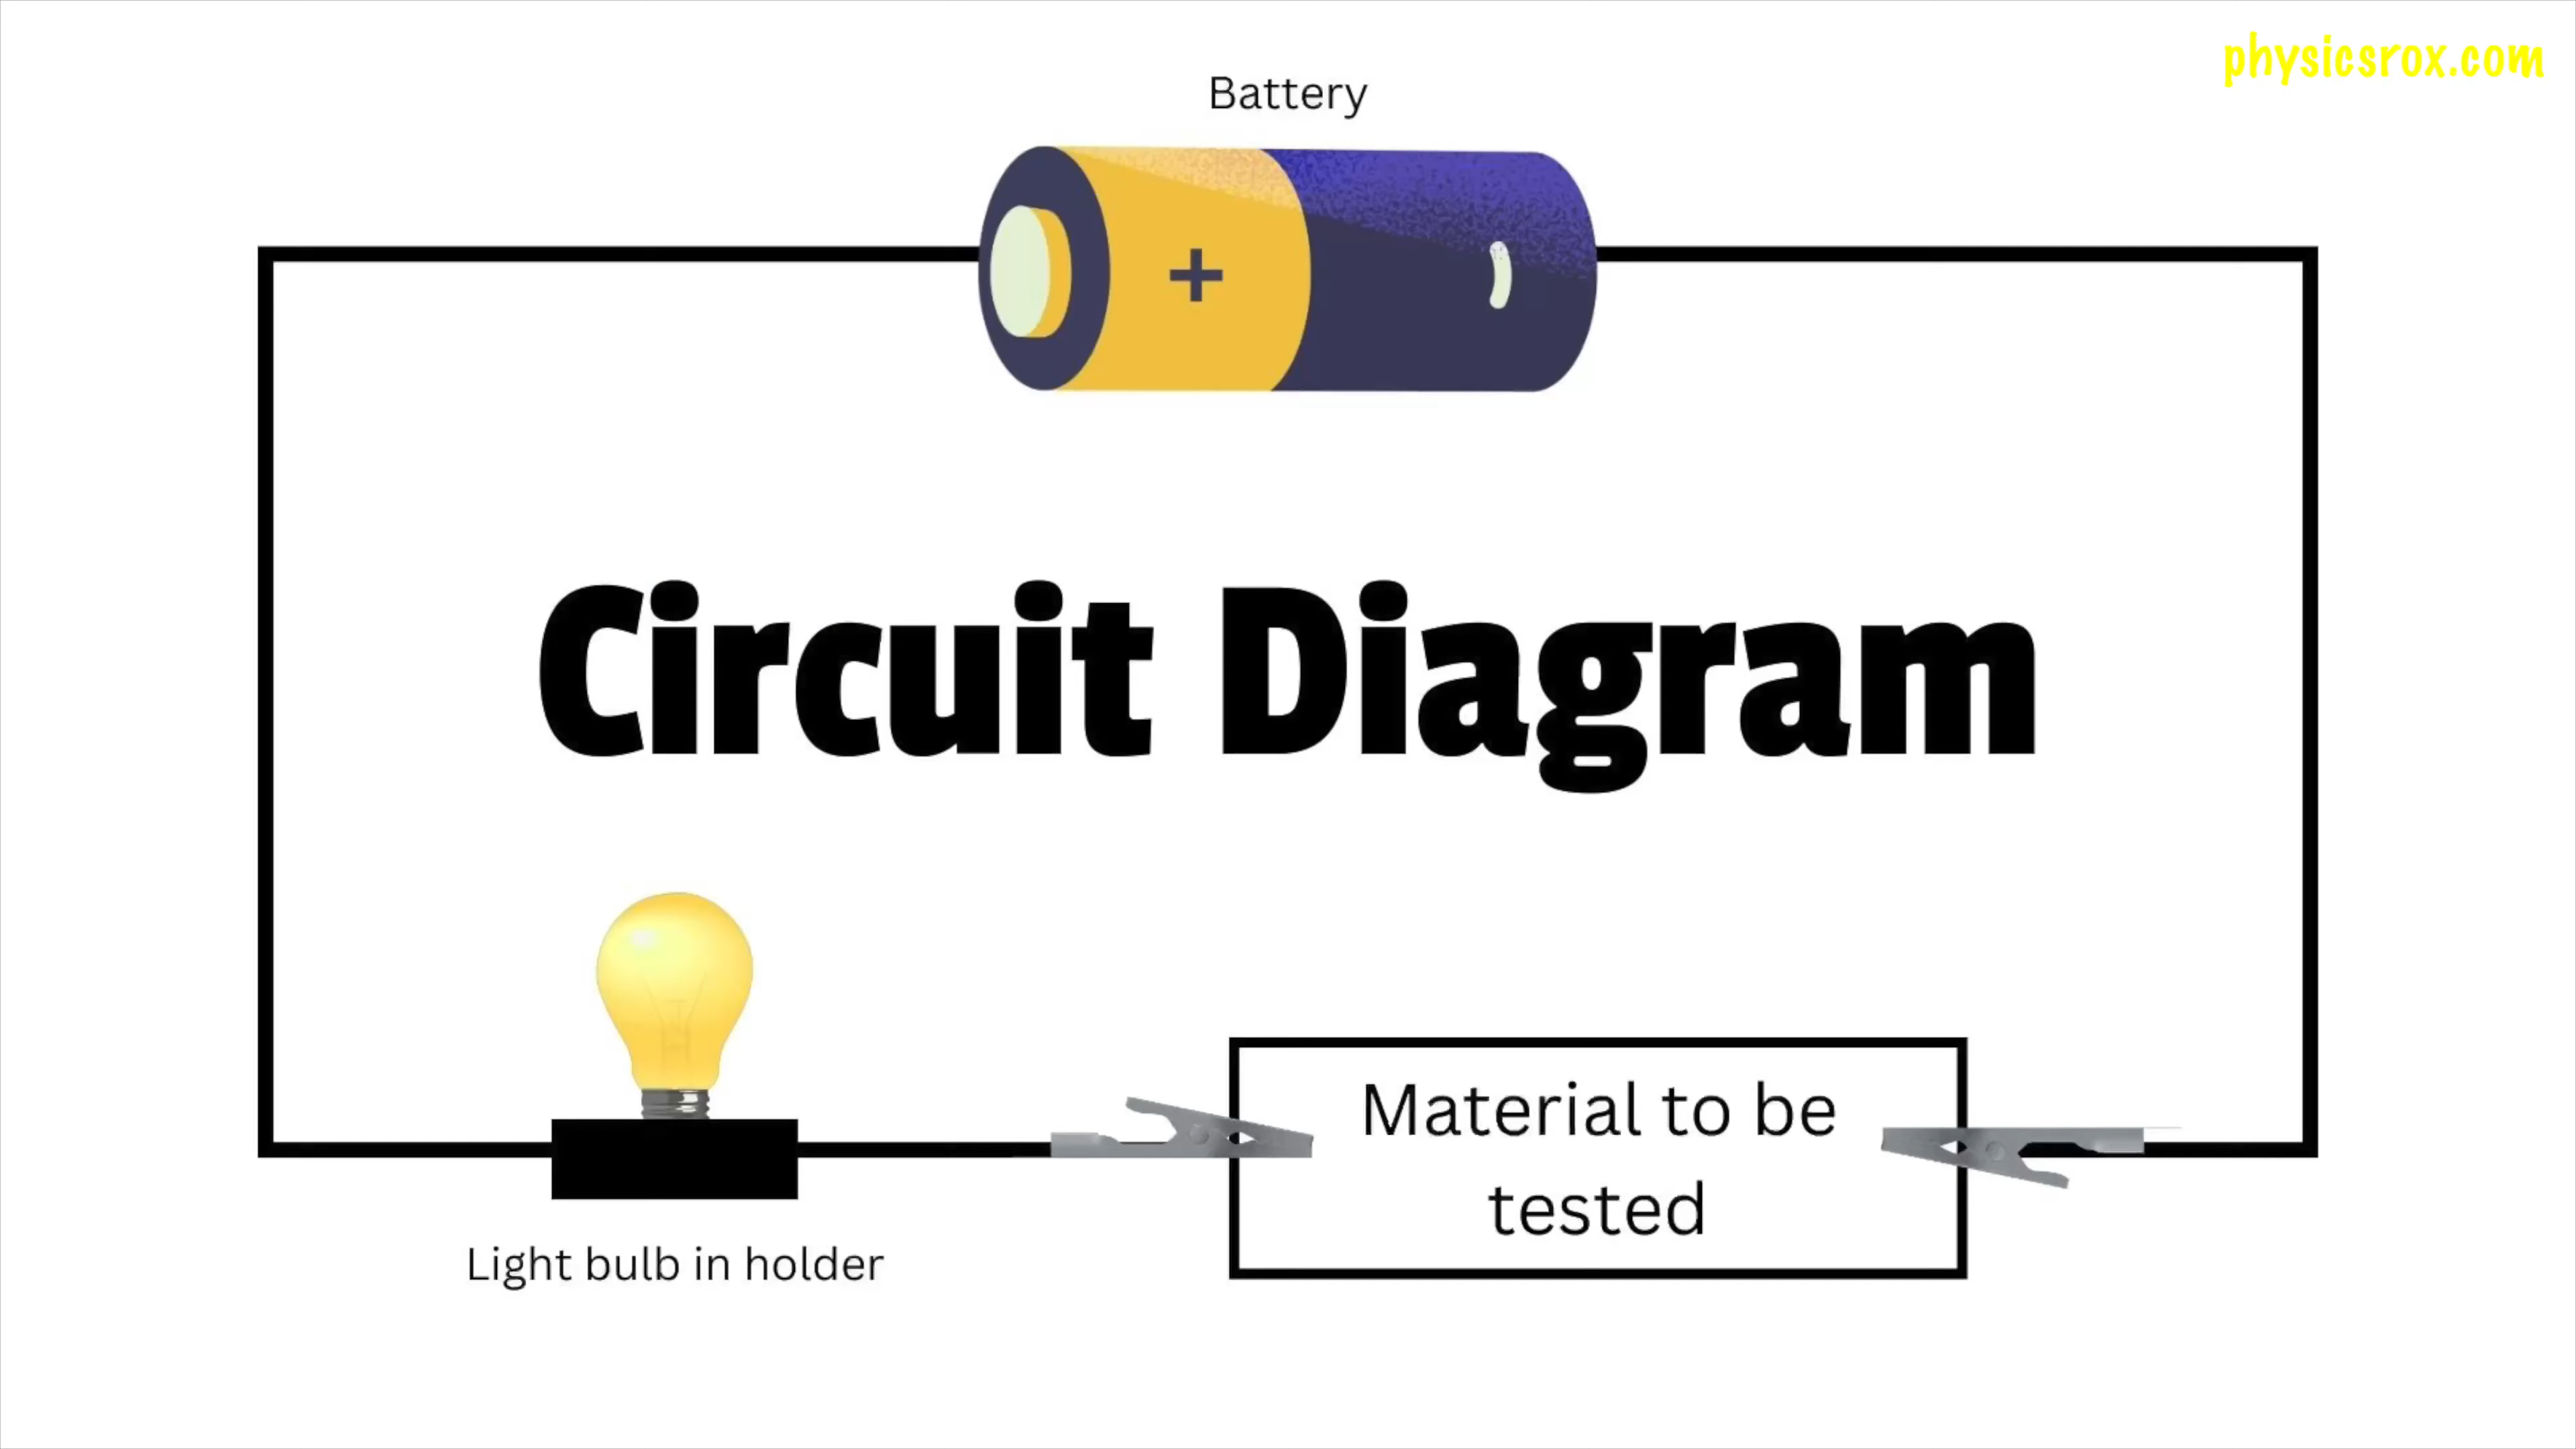 physicsrox.com
Battery
+
Circuit Diagram
Material to be
tested
Light bulb in holder